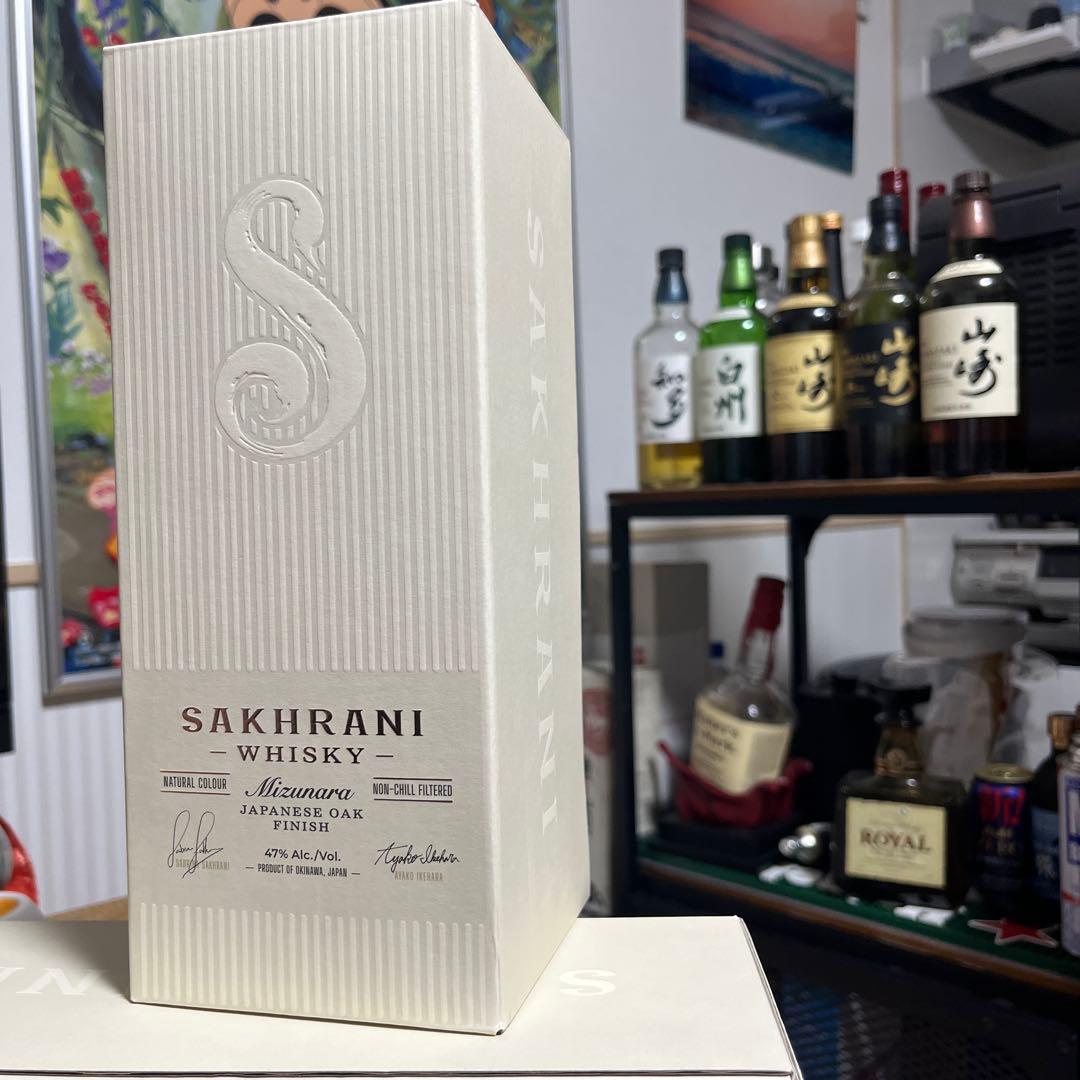 S
SAKHRANI
SAKHRANI
— WHISKY —
NATURAL COLOUR
Mizunara
NON-CHILL FILTERED
JAPANESE OAK
FINISH
47% Alc./Vol.
— PRODUCT OF OKINAWA, JAPAN —
AYAKO IKEHARA
知多
白州
山崎
山崎
山崎
ROYAL
S